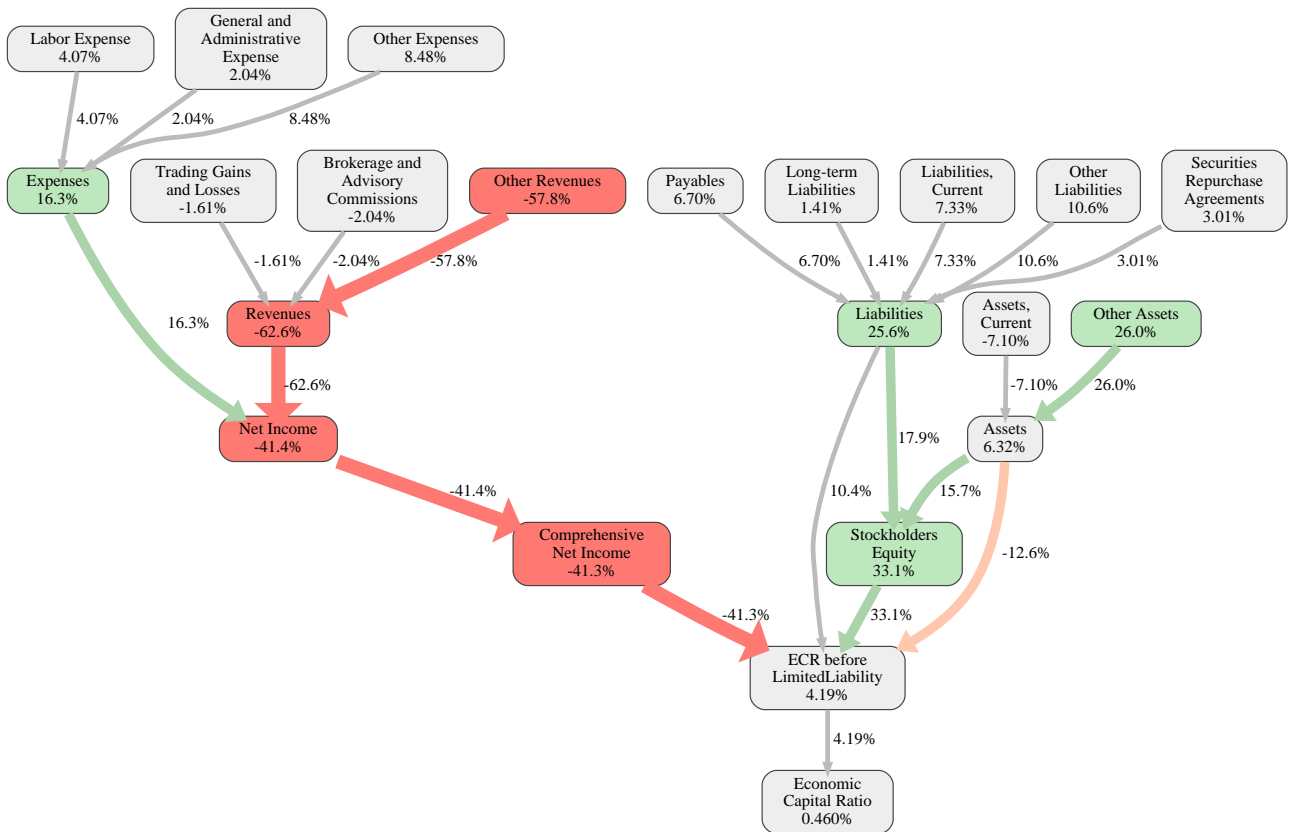 Labor Expense
4.07%
General and
Administrative
Expense
2.04%
Other Expenses
8.48%
4.07%
2.04%
8.48%
Expenses
16.3%
Trading Gains
and Losses
-1.61%
Brokerage and
Advisory
Commissions
-2.04%
Other Revenues
-57.8%
Payables
6.70%
Long-term
Liabilities
1.41%
Liabilities,
Current
7.33%
Other
Liabilities
10.6%
Securities
Repurchase
Agreements
3.01%
-1.61%
-2.04%
-57.8%
6.70%
1.41%
7.33%
10.6%
3.01%
16.3%
Revenues
-62.6%
Liabilities
25.6%
Assets,
Current
-7.10%
Other Assets
26.0%
-62.6%
-7.10%
26.0%
Net Income
-41.4%
Assets
6.32%
17.9%
-41.4%
10.4%
15.7%
Comprehensive
Net Income
-41.3%
Stockholders
Equity
33.1%
-12.6%
-41.3%
33.1%
ECR before
LimitedLiability
4.19%
4.19%
Economic
Capital Ratio
0.460%